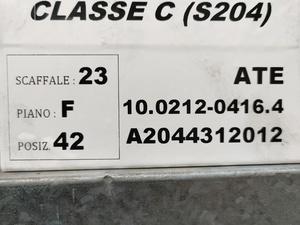 CLASSE C (S204)
SCAFFALE : 23
PIANO : F
POSIZ. 42
ATE
10.0212-0416.4
A2044312012